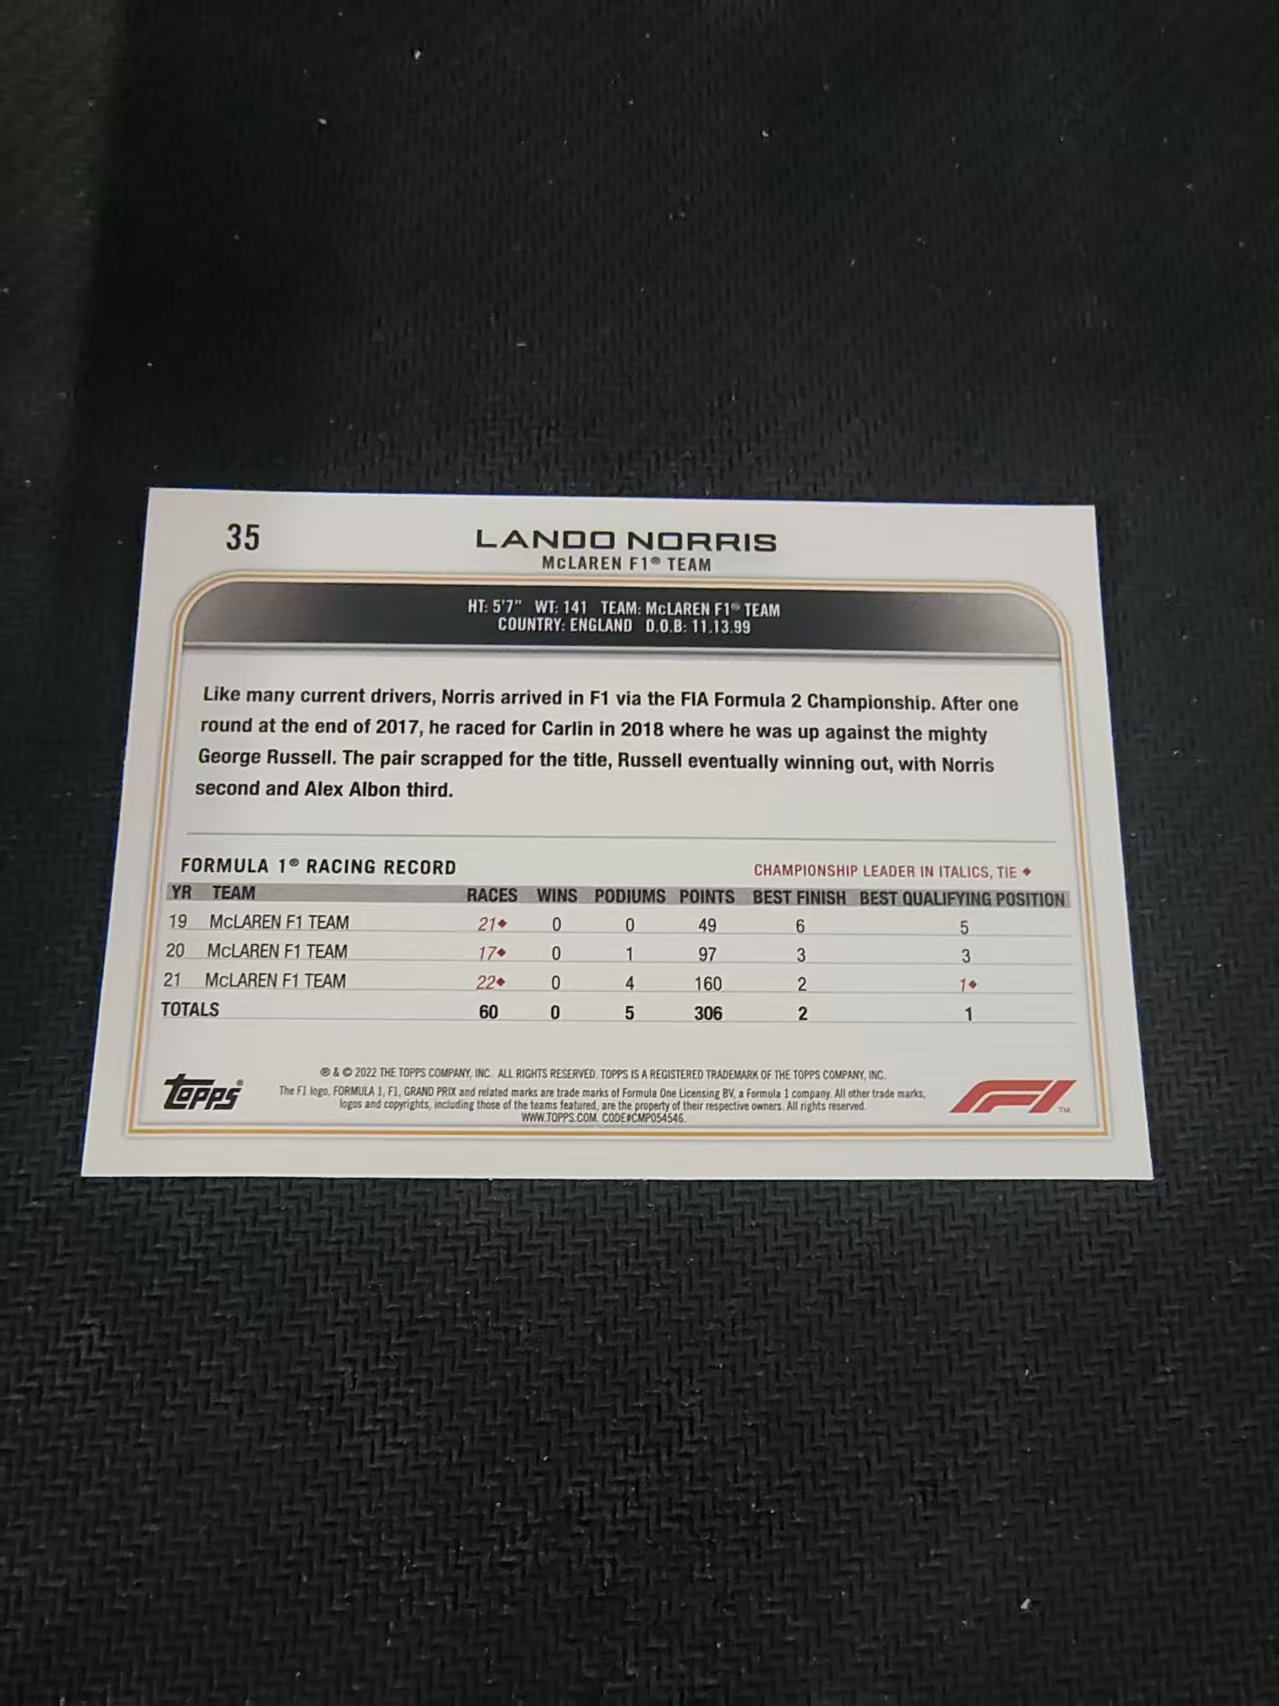 35
LANDO NORRIS
McLAREN F1® TEAM
HT: 5'7" WT: 141 TEAM: McLAREN F1® TEAM
COUNTRY: ENGLAND D.O.B: 11.13.99
Like many current drivers, Norris arrived in F1 via the FIA Formula 2 Championship. After one
round at the end of 2017, he raced for Carlin in 2018 where he was up against the mighty
George Russell. The pair scrapped for the title, Russell eventually winning out, with Norris
second and Alex Albon third.
FORMULA 1® RACING RECORD CHAMPIONSHIP LEADER IN ITALICS, TIE ♦
YR TEAM RACES WINS PODIUMS POINTS BEST FINISH BEST QUALIFYING POSITION
19 McLAREN F1 TEAM 21♦ 0 0 49 6 5
20 McLAREN F1 TEAM 17♦ 0 1 97 3 3
21 McLAREN F1 TEAM 22♦ 0 4 160 2 1♦
TOTALS 60 0 5 306 2 1
topps®
® & © 2022 THE TOPPS COMPANY, INC. ALL RIGHTS RESERVED. TOPPS IS A REGISTERED TRADEMARK OF THE TOPPS COMPANY, INC.
The F1 logo, FORMULA 1, F1, GRAND PRIX and related marks are trade marks of Formula One Licensing BV, a Formula 1 company. All other trade marks,
logos and copyrights, including those of the teams featured, are the property of their respective owners. All rights reserved.
WWW.TOPPS.COM. CODE#CMP054546.
F1™